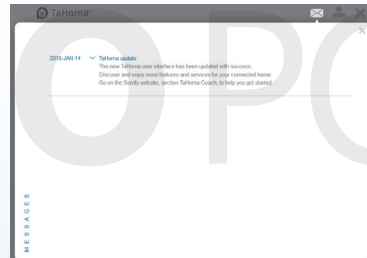 TaHoma®
2015-JAN-14 TaHoma update
The new TaHoma user interface has been updated with success.
Discover and enjoy more features and services for your connected home.
Go on the Somfy website, section TaHoma Coach, to help you get started.
MESSAGES
OPO